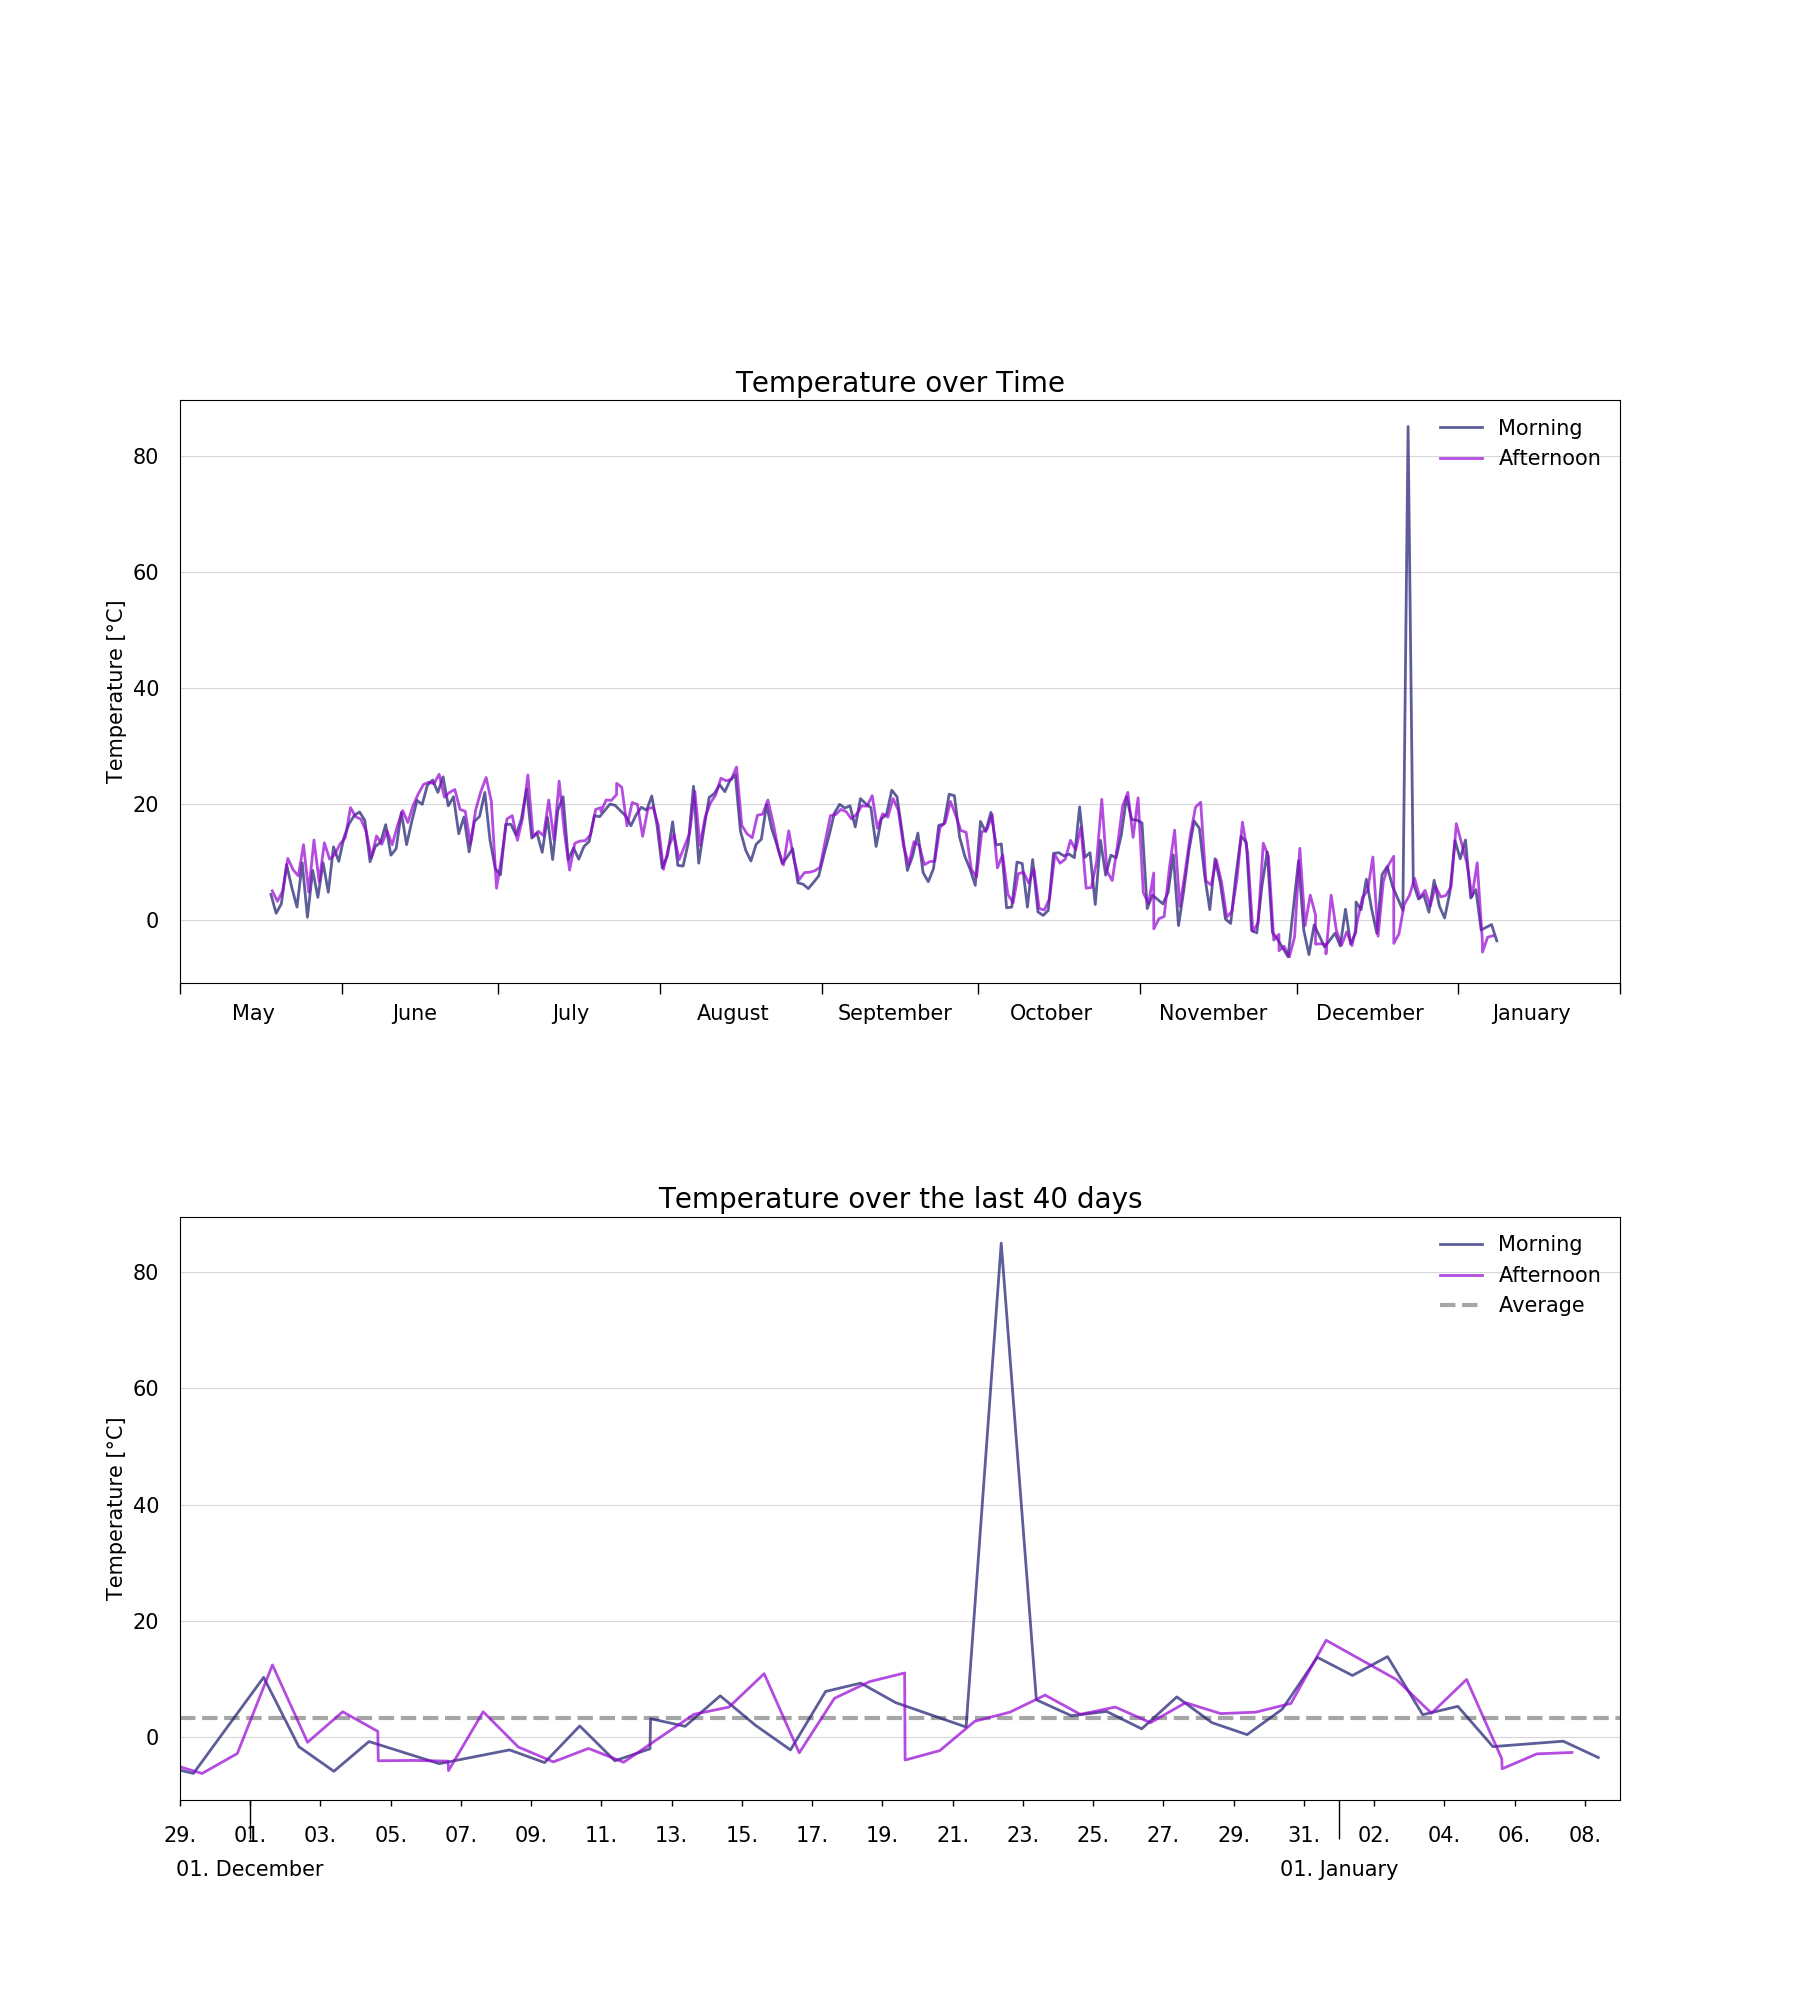 Temperature over Time
Morning
Afternoon
80
60
40
20
0
Temperature [°C]
May June July August September October November December January
Temperature over the last 40 days
Morning
Afternoon
Average
80
60
40
20
0
Temperature [°C]
29. 01. 03. 05. 07. 09. 11. 13. 15. 17. 19. 21. 23. 25. 27. 29. 31. 02. 04. 06. 08.
01. December 01. January